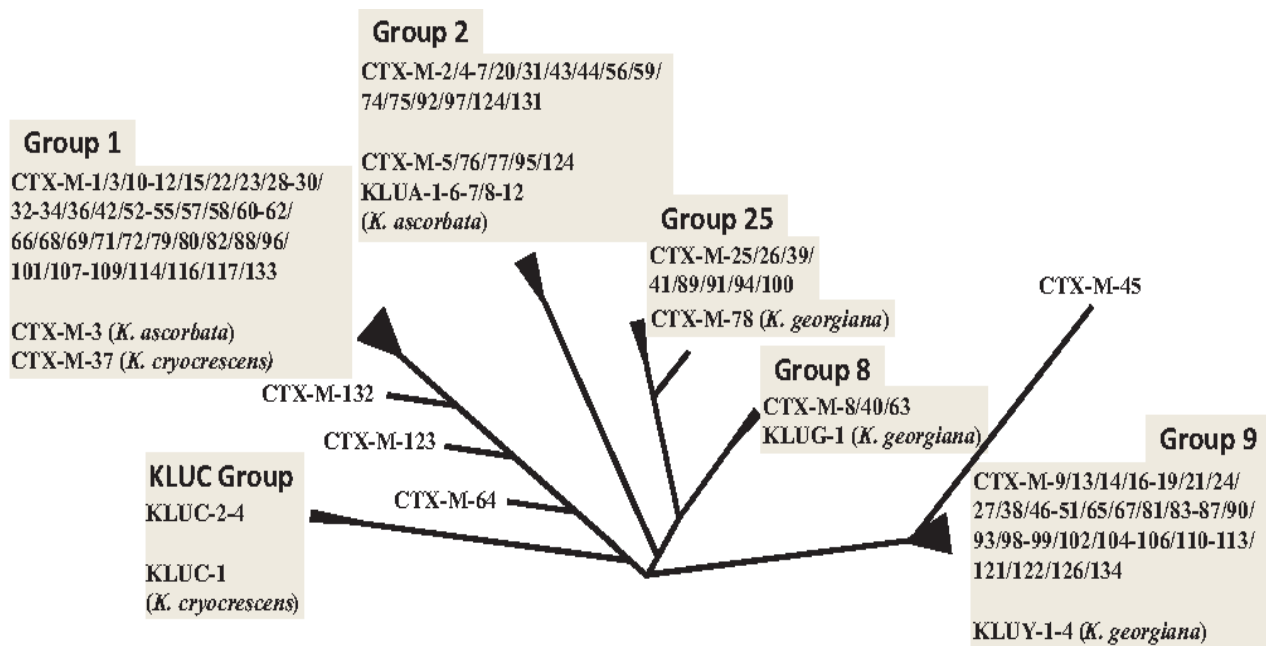 Group 2
CTX-M-2/4-7/20/31/43/44/56/59/
74/75/92/97/124/131
CTX-M-5/76/77/95/124
KLUA-1-6-7/8-12
(K. ascorbata)
Group 1
CTX-M-1/3/10-12/15/22/23/28-30/
32-34/36/42/52-55/57/58/60-62/
66/68/69/71/72/79/80/82/88/96/
101/107-109/114/116/117/133
CTX-M-3 (K. ascorbata)
CTX-M-37 (K. cryocrescens)
Group 25
CTX-M-25/26/39/
41/89/91/94/100
CTX-M-78 (K. georgiana)
CTX-M-45
Group 8
CTX-M-8/40/63
KLUG-1 (K. georgiana)
CTX-M-132
CTX-M-123
CTX-M-64
KLUC Group
KLUC-2-4
KLUC-1
(K. cryocrescens)
Group 9
CTX-M-9/13/14/16-19/21/24/
27/38/46-51/65/67/81/83-87/90/
93/98-99/102/104-106/110-113/
121/122/126/134
KLUY-1-4 (K. georgiana)